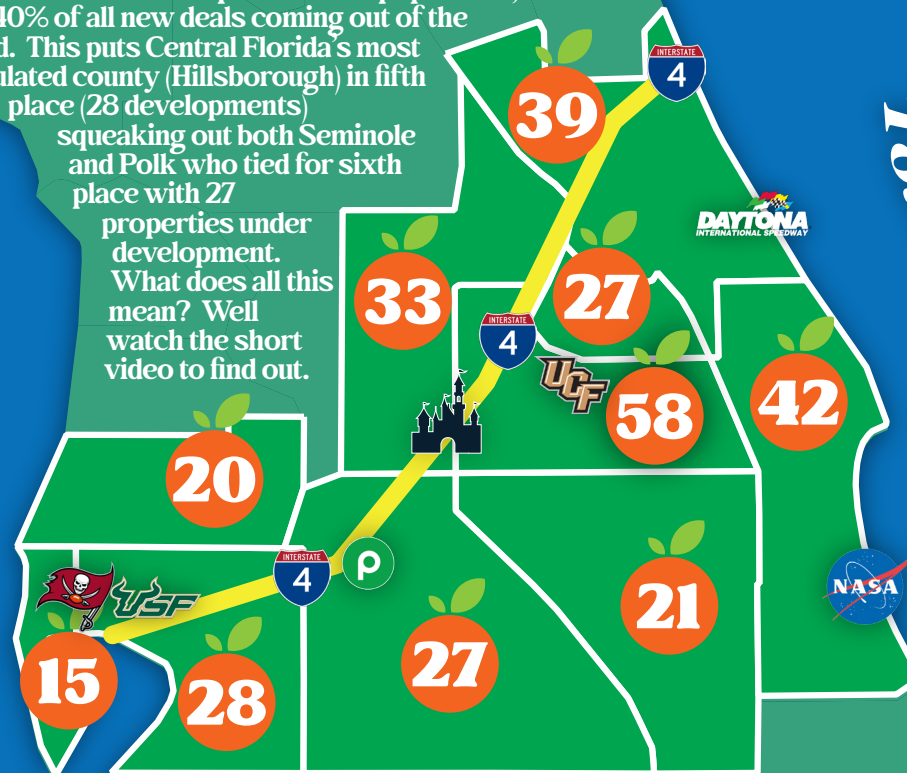 40% of all new deals coming out of the
This puts Central Florida's most
county (Hillsborough) in fifth
place (28 developments)
squeaking out both Seminole
and Polk who tied for sixth
place with 27
properties under
development.
What does all this
mean? Well
watch the short
video to find out.
INTERSTATE
4
39
DAYTONA
INTERNATIONAL SPEEDWAY
33
27
INTERSTATE
4
UCF
58
42
20
INTERSTATE
4
P
USF
NASA
21
15
28
27